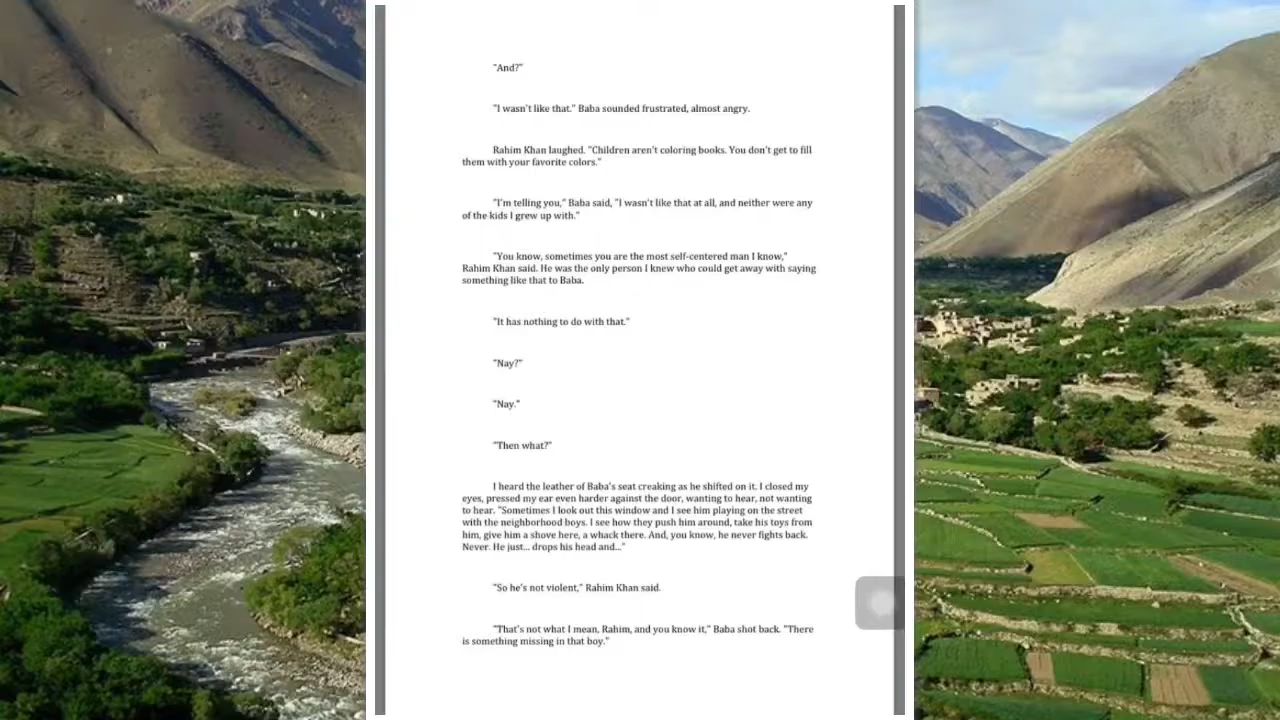 "And?"
"I wasn't like that." Baba sounded frustrated, almost angry.
Rahim Khan laughed. "Children aren't coloring books. You don't get to fill
them with your favorite colors."
"I'm telling you," Baba said, "I wasn't like that at all, and neither were any
of the kids I grew up with."
"You know, sometimes you are the most self-centered man I know,"
Rahim Khan said. He was the only person I knew who could get away with saying
something like that to Baba.
"It has nothing to do with that."
"Nay?"
"Nay."
"Then what?"
I heard the leather of Baba's seat creaking as he shifted on it. I closed my
eyes, pressed my ear even harder against the door, wanting to hear, not wanting
to hear. "Sometimes I look out this window and I see him playing on the street
with the neighborhood boys. I see how they push him around, take his toys from
him, give him a shove here, a whack there. And, you know, he never fights back.
Never. He just... drops his head and..."
"So he's not violent," Rahim Khan said.
"That's not what I mean, Rahim, and you know it," Baba shot back. "There
is something missing in that boy."